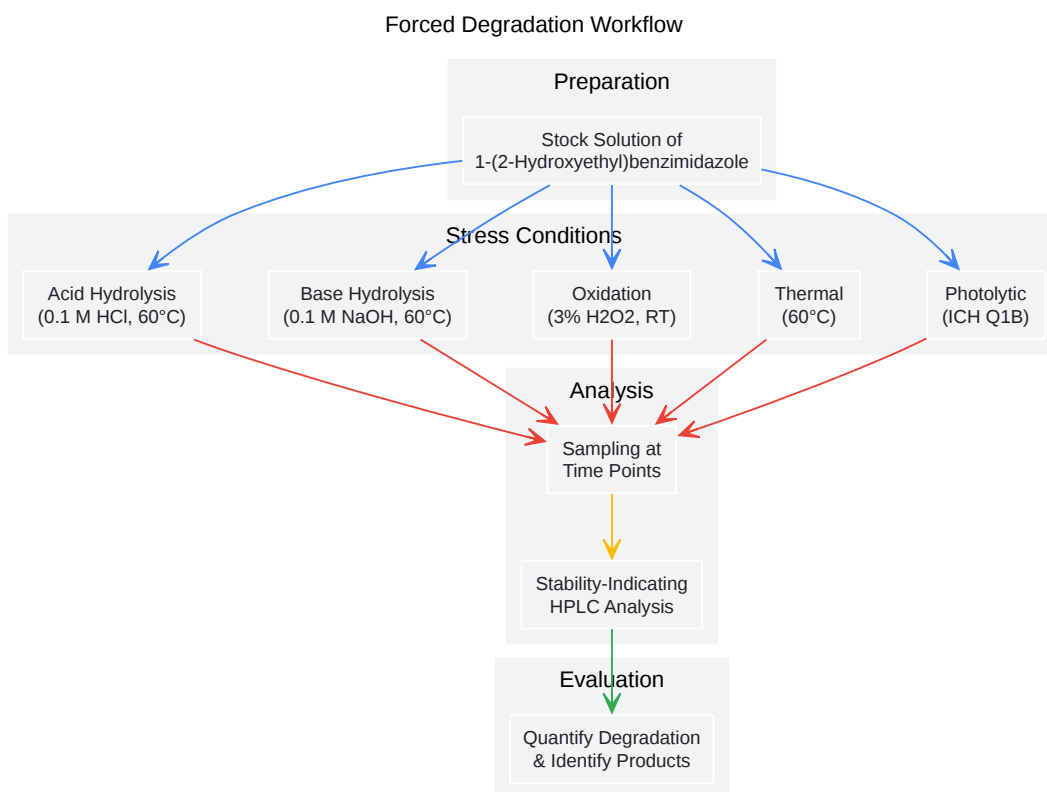 Forced Degradation Workflow
Preparation
Stock Solution of
1-(2-Hydroxyethyl)benzimidazole
Stress Conditions
Acid Hydrolysis
(0.1 M HCl, 60°C)
Base Hydrolysis
(0.1 M NaOH, 60°C)
Oxidation
(3% H2O2, RT)
Thermal
(60°C)
Photolytic
(ICH Q1B)
Analysis
Sampling at
Time Points
Stability-Indicating
HPLC Analysis
Evaluation
Quantify Degradation
& Identify Products